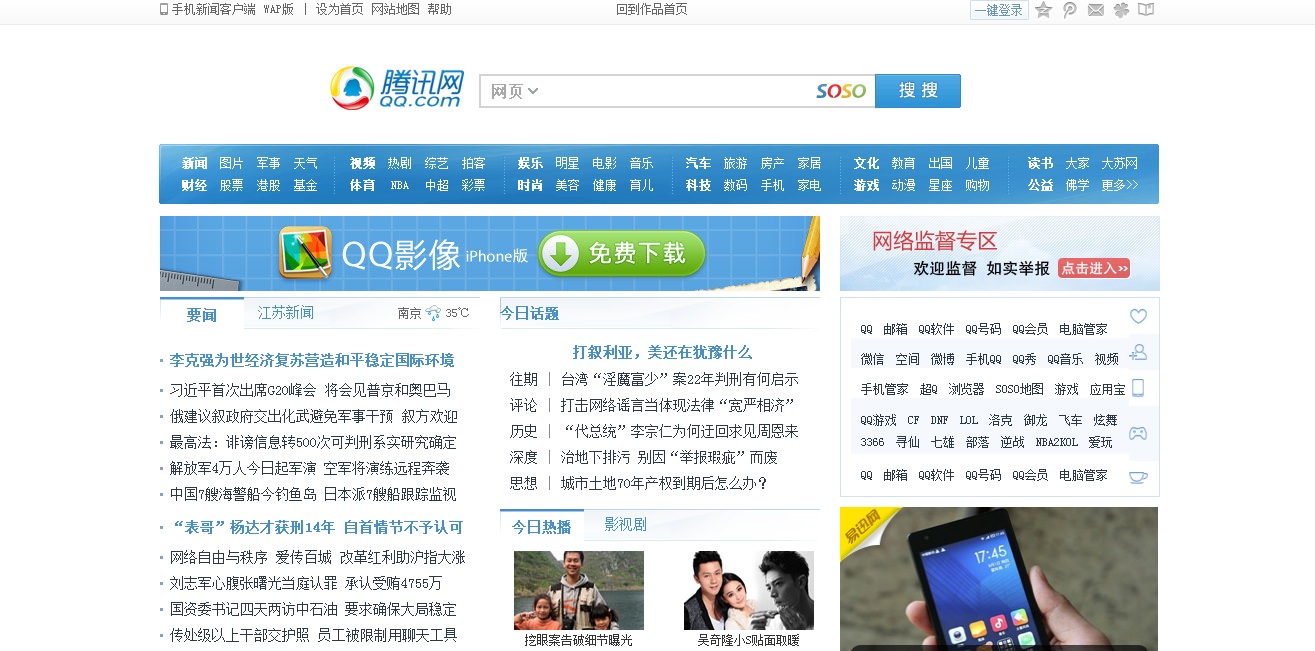 手机新闻客户端 WAP版 | 设为首页 网站地图 帮助 回到作品首页 一键登录
腾讯网
QQ.com
网页 SOSO 搜 搜
新闻 图片 军事 天气 视频 热剧 综艺 拍客 娱乐 明星 电影 音乐 汽车 旅游 房产 家居 文化 教育 出国 儿童 读书 大家 大苏网
财经 股票 港股 基金 体育 NBA 中超 彩票 时尚 美容 健康 育儿 科技 数码 手机 家电 游戏 动漫 星座 购物 公益 佛学 更多>>
QQ影像 iPhone版 免费下载
网络监督专区
欢迎监督 如实举报 点击进入>>
要闻 江苏新闻 南京 35℃
李克强为世经济复苏营造和平稳定国际环境
习近平首次出席G20峰会 将会见普京和奥巴马
俄建议叙政府交出化武避免军事干预 叙方欢迎
最高法：诽谤信息转500次可判刑系实研究确定
解放军4万人今日起军演 空军将演练远程奔袭
中国7艘海警船今钓鱼岛 日本派7艘船跟踪监视
“表哥”杨达才获刑14年 自首情节不予认可
网络自由与秩序 爱传百城 改革红利助沪指大涨
刘志军心腹张曙光当庭认罪 承认受贿4755万
国资委书记四天两访中石油 要求确保大局稳定
传处级以上干部交护照 员工被限制用聊天工具
今日话题
打叙利亚，美还在犹豫什么
往期 | 台湾“淫魔富少”案22年判刑有何启示
评论 | 打击网络谣言当体现法律“宽严相济”
历史 | “代总统”李宗仁为何迂回求见周恩来
深度 | 治地下排污 别因“举报瑕疵”而废
思想 | 城市土地70年产权到期后怎么办？
今日热播 影视剧
挖眼案告破细节曝光
吴奇隆小S贴面取暖
QQ 邮箱 QQ软件 QQ号码 QQ会员 电脑管家
微信 空间 微博 手机QQ QQ秀 QQ音乐 视频
手机管家 超Q 浏览器 SOSO地图 游戏 应用宝
QQ游戏 CF DNF LOL 洛克 御龙 飞车 炫舞
3366 寻仙 七雄 部落 逆战 NBA2KOL 爱玩
QQ 邮箱 QQ软件 QQ号码 QQ会员 电脑管家
易迅网
17:45